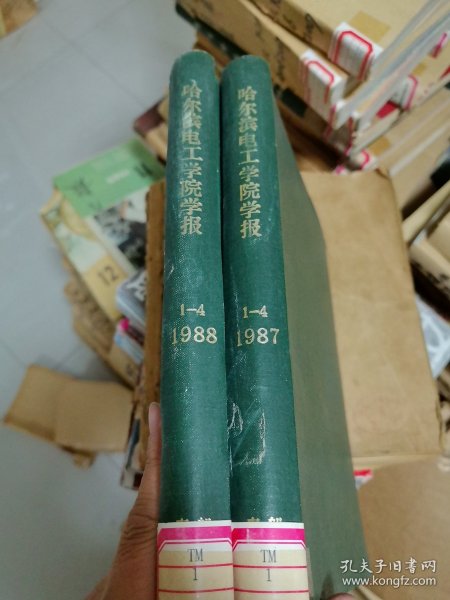 哈尔滨电工学院学报
1-4
1988
TM
1
哈尔滨电工学院学报
1-4
1987
TM
1
12
孔夫子旧书网
www.kongfz.com